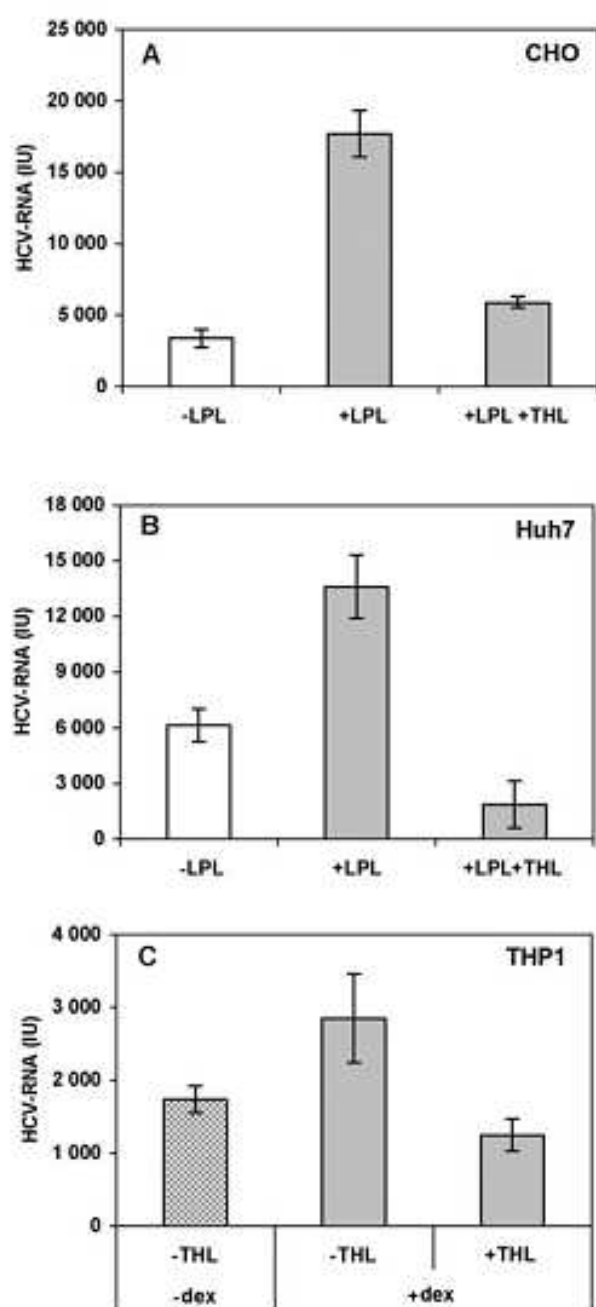 25 000
A
CHO
20 000
15 000
10 000
5 000
0
HCV-RNA (IU)
-LPL +LPL +LPL +THL
18 000
B
Huh7
15 000
12 000
9 000
6 000
3 000
0
HCV-RNA (IU)
-LPL +LPL +LPL+THL
4 000
C
THP1
3 000
2 000
1 000
0
HCV-RNA (IU)
-THL -THL +THL
-dex +dex